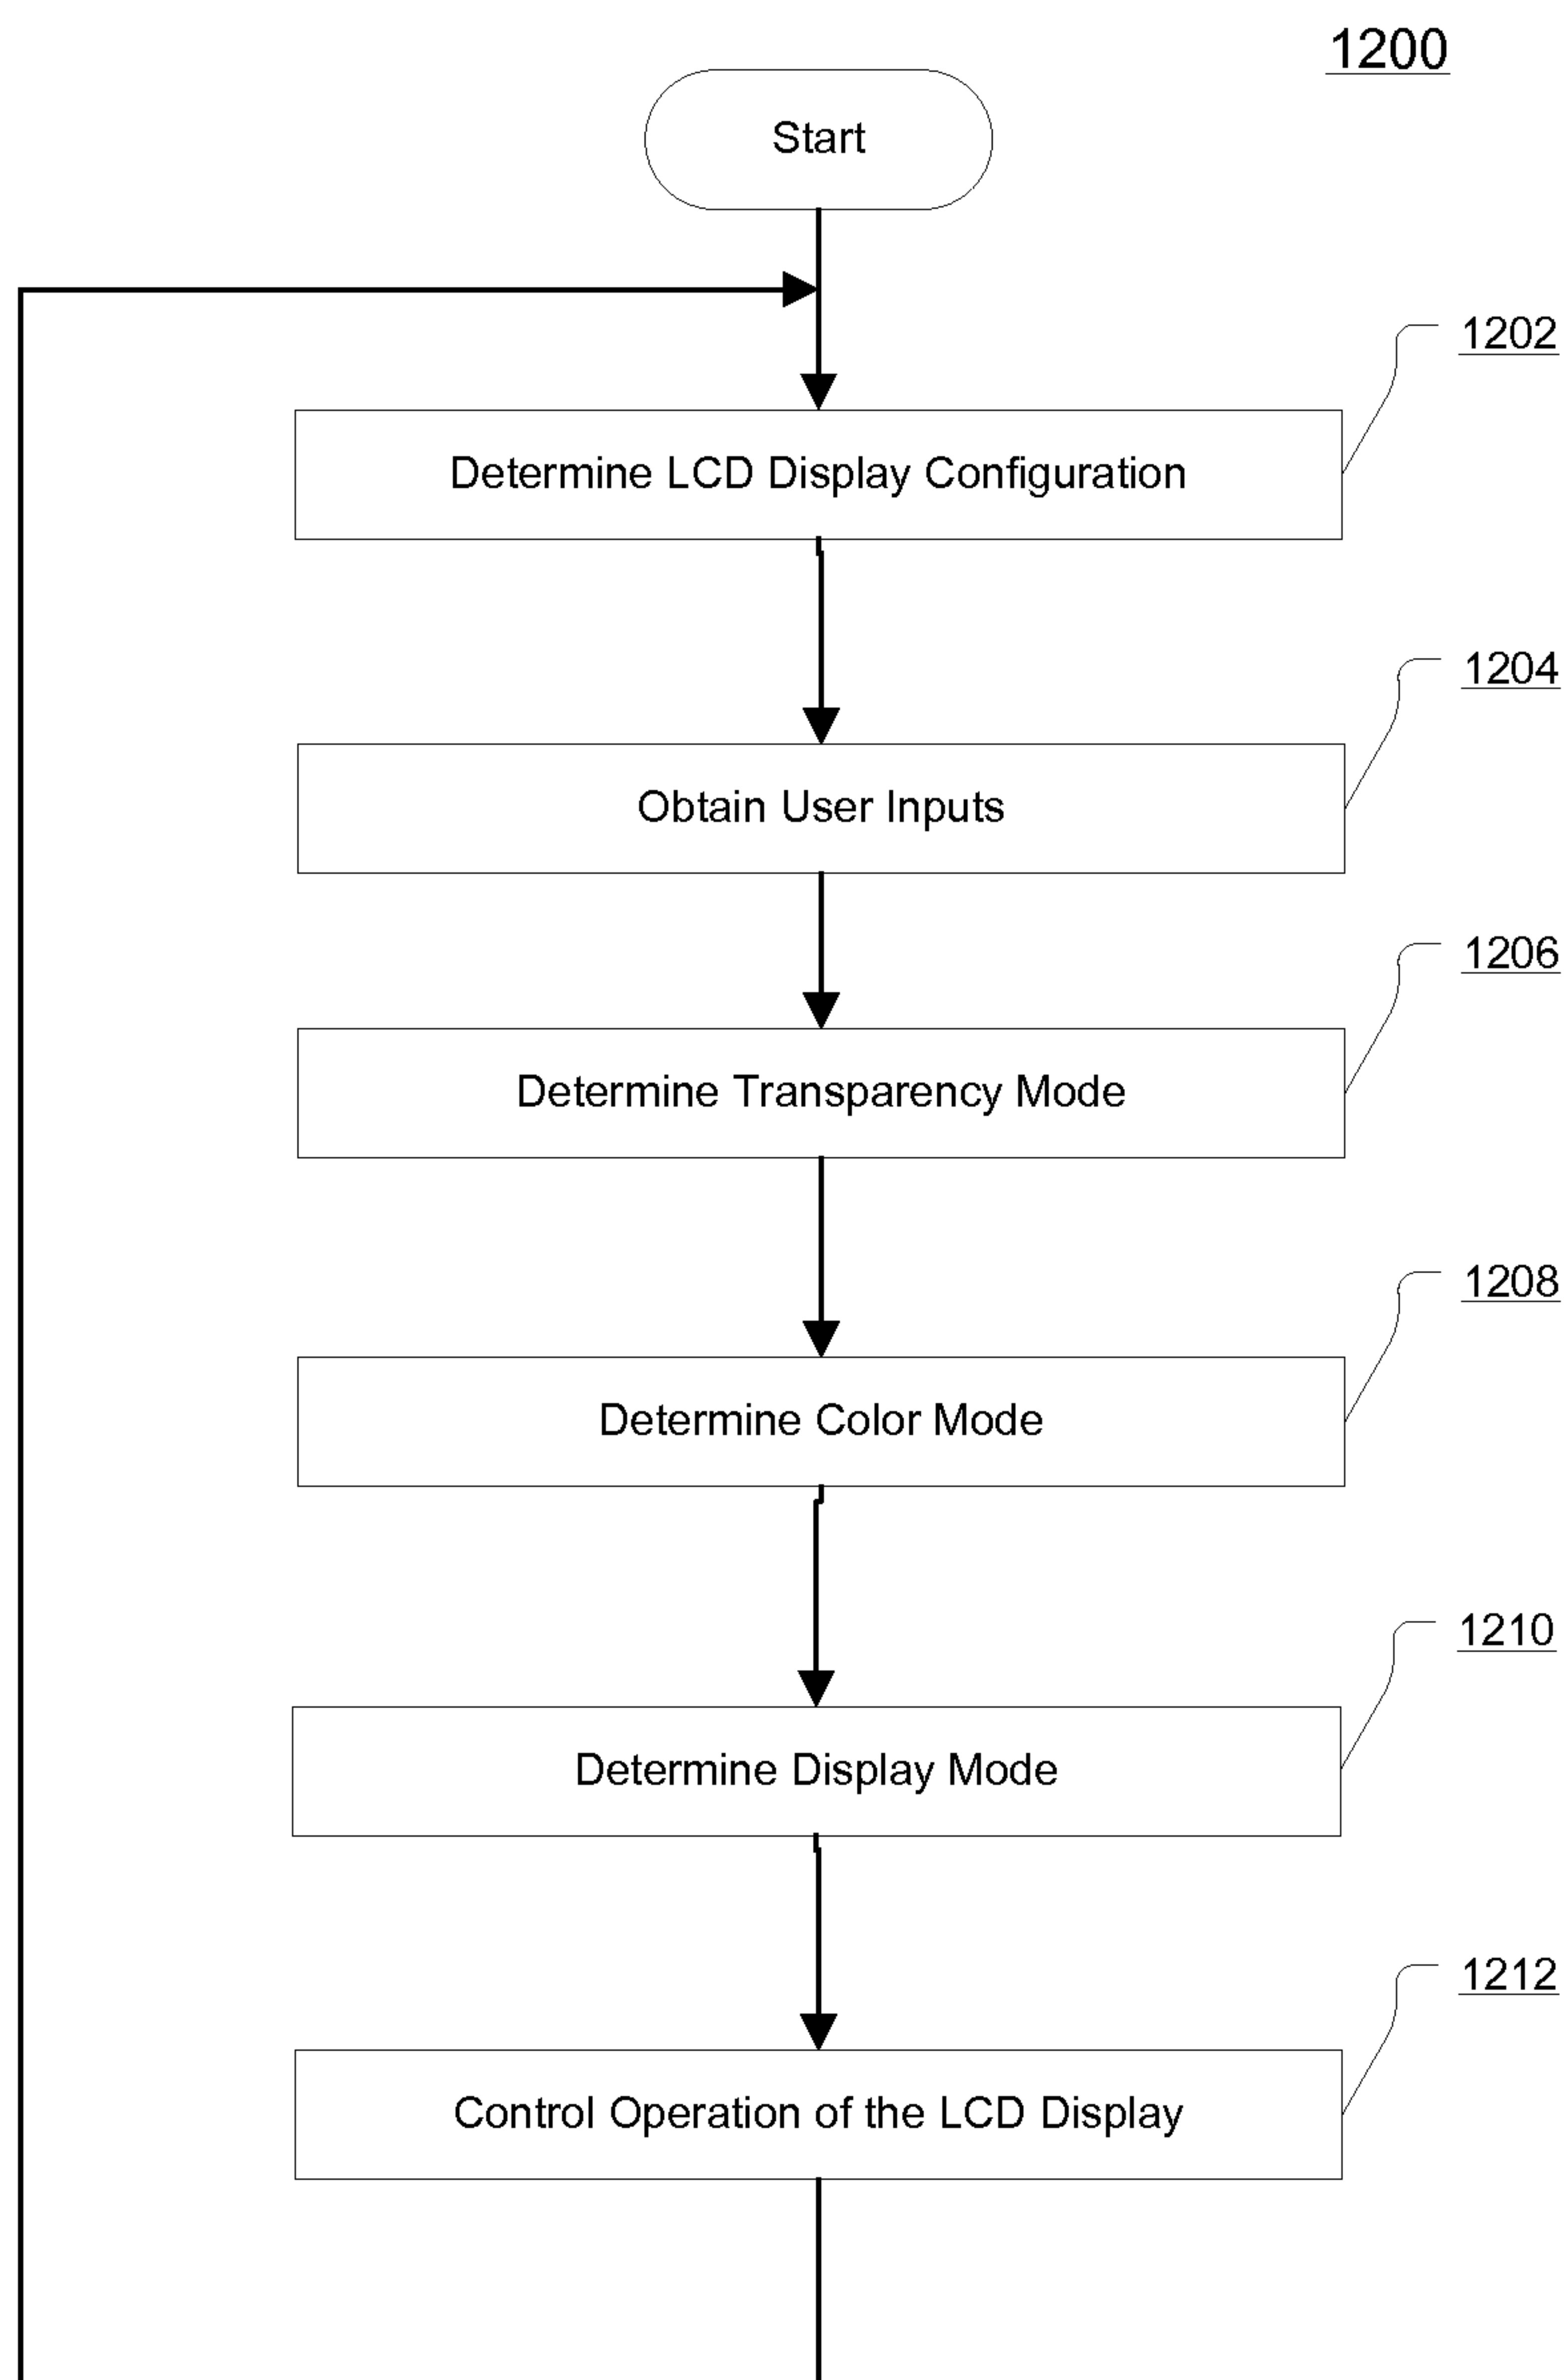 1200
Start
1202
Determine LCD Display Configuration
1204
Obtain User Inputs
1206
Determine Transparency Mode
1208
Determine Color Mode
1210
Determine Display Mode
1212
Control Operation of the LCD Display